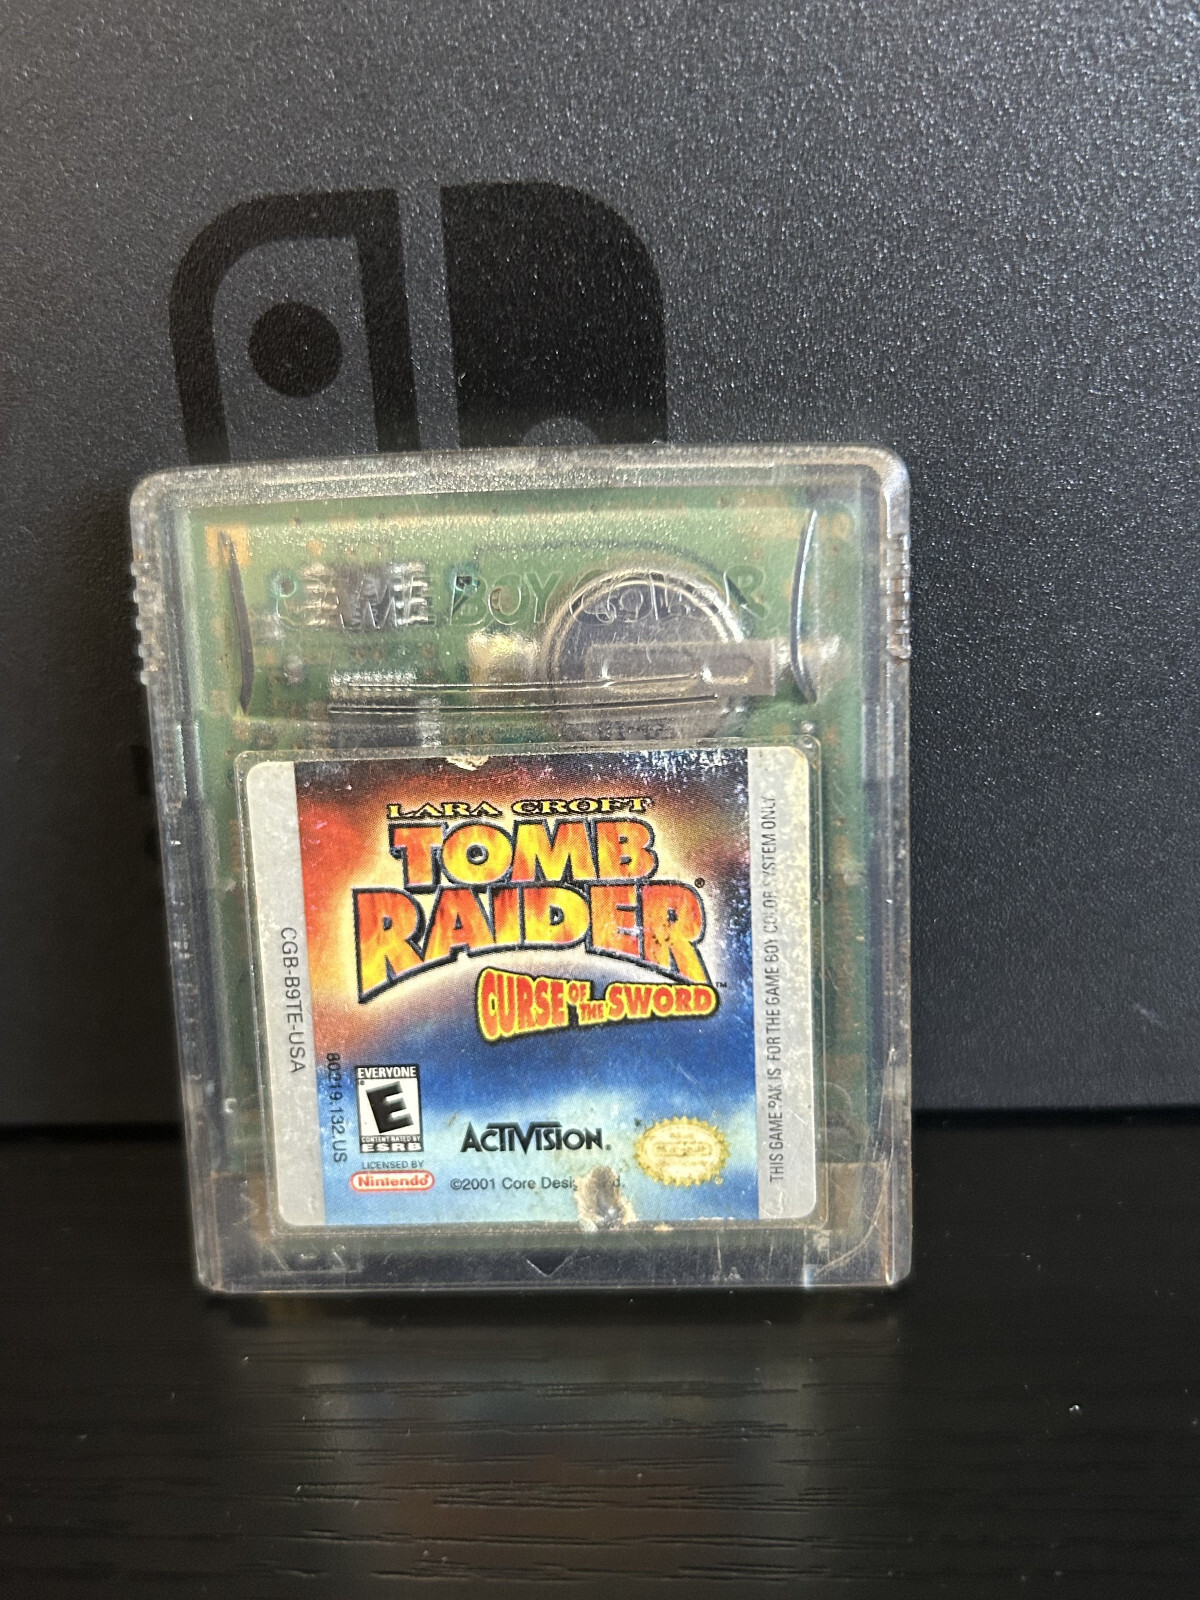 GAME BOY COLOR
LARA CROFT
TOMB
RAIDER®
CURSE OF THE SWORD™
CGB-B9TE-USA
80219.132.US
EVERYONE
E
CONTENT RATED BY
ESRB
LICENSED BY
Nintendo
ACTIVISION®
©2001 Core
THIS GAME PAK IS FOR THE GAME BOY COLOR SYSTEM ONLY